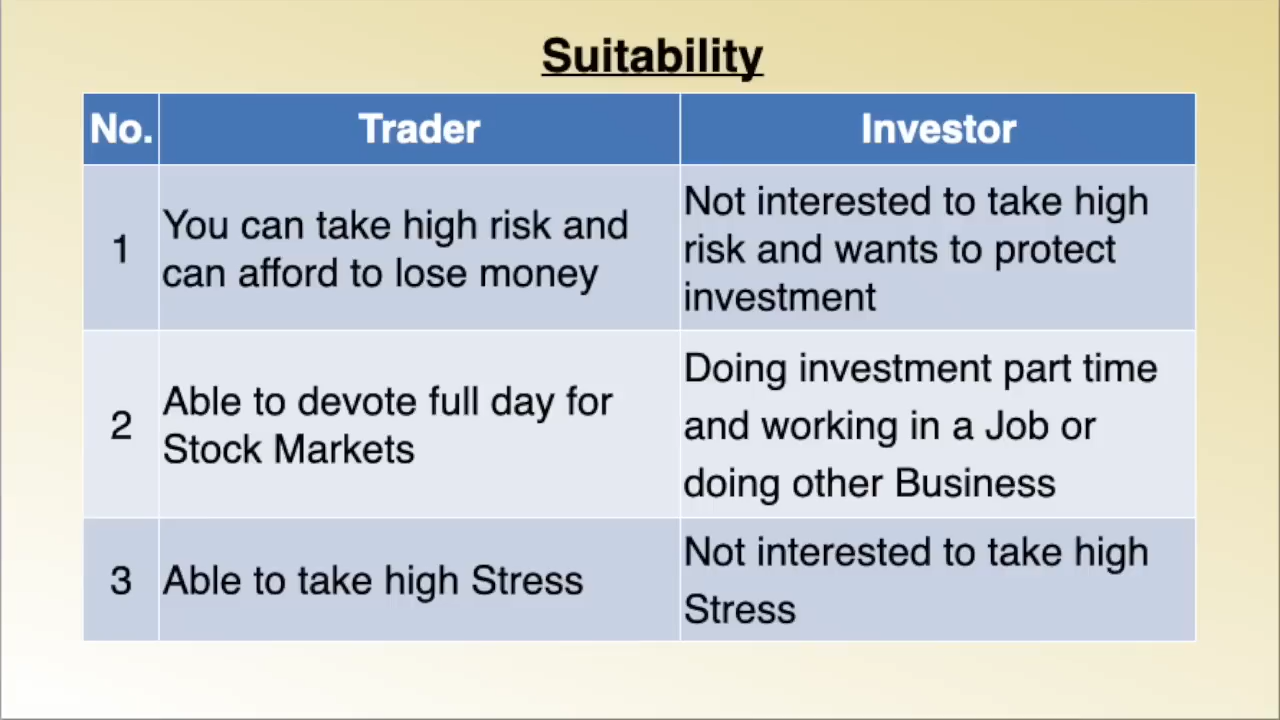 Suitability
No. Trader Investor
1
You can take high risk and
can afford to lose money
Not interested to take high
risk and wants to protect
investment
2
Able to devote full day for
Stock Markets
Doing investment part time
and working in a Job or
doing other Business
3
Able to take high Stress
Not interested to take high
Stress